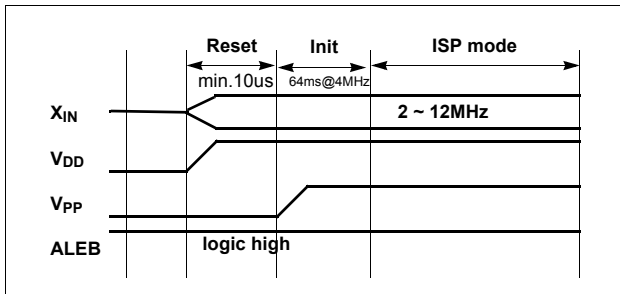 Reset Init ISP mode
min.10us 64ms@4MHz
XIN 2 ~ 12MHz
VDD
VPP
logic high
ALEB